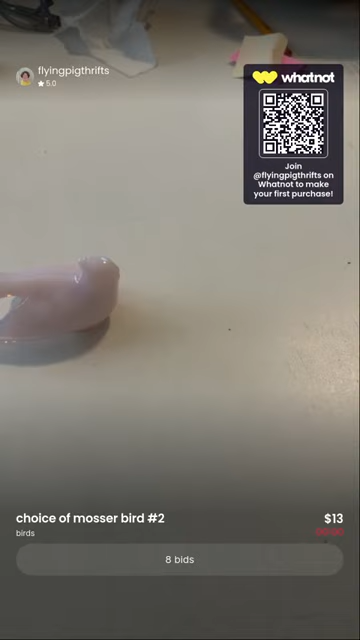 flyingpigthrifts
5.0
whatnot
Join
@flyingpigthrifts on
Whatnot to make
your first purchase!
choice of mosser bird #2
$13
birds
8 bids